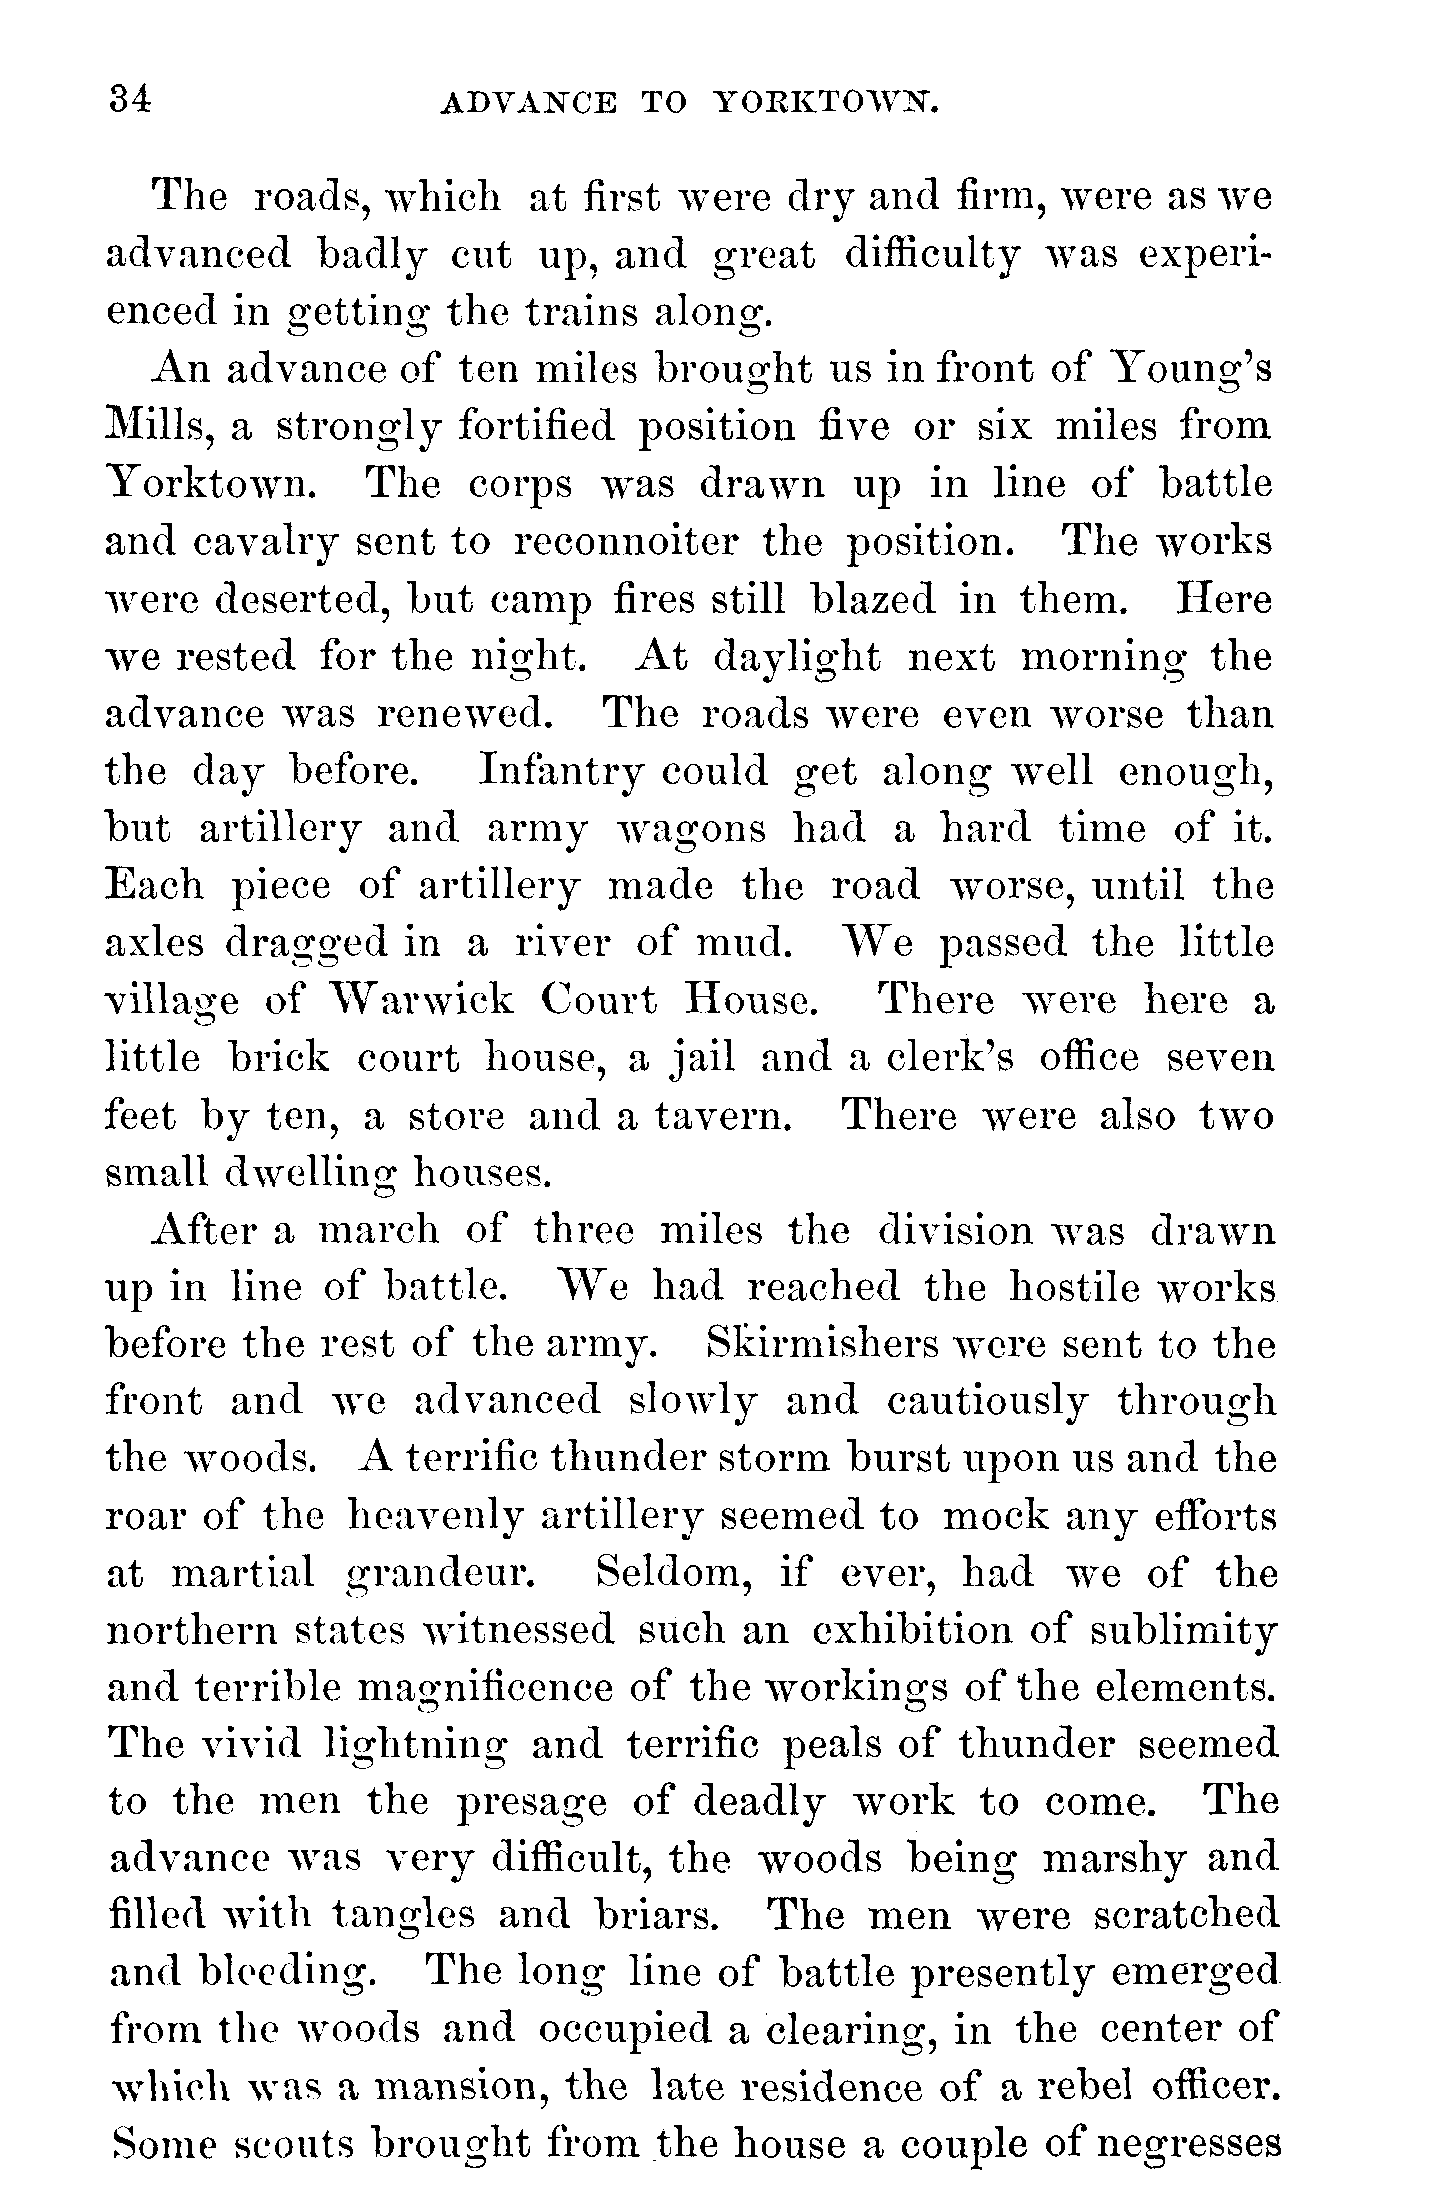 34 ADVANCE TO YORKTOWN.
The roads, which at first were dry and firm, were as we
advanced badly cut up, and great difficulty was experi-
enced in getting the trains along.
An advance of ten miles brought us in front of Young's
Mills, a strongly fortified position five or six miles from
Yorktown. The corps was drawn up in line of battle
and cavalry sent to reconnoiter the position. The works
were deserted, but camp fires still blazed in them. Here
we rested for the night. At daylight next morning the
advance was renewed. The roads were even worse than
the day before. Infantry could get along well enough,
but artillery and army wagons had a hard time of it.
Each piece of artillery made the road worse, until the
axles dragged in a river of mud. We passed the little
village of Warwick Court House. There were here a
little brick court house, a jail and a clerk's office seven
feet by ten, a store and a tavern. There were also two
small dwelling houses.
After a march of three miles the division was drawn
up in line of battle. We had reached the hostile works
before the rest of the army. Skirmishers were sent to the
front and we advanced slowly and cautiously through
the woods. A terrific thunder storm burst upon us and the
roar of the heavenly artillery seemed to mock any efforts
at martial grandeur. Seldom, if ever, had we of the
northern states witnessed such an exhibition of sublimity
and terrible magnificence of the workings of the elements.
The vivid lightning and terrific peals of thunder seemed
to the men the presage of deadly work to come. The
advance was very difficult, the woods being marshy and
filled with tangles and briars. The men were scratched
and bleeding. The long line of battle presently emerged
from the woods and occupied a clearing, in the center of
which was a mansion, the late residence of a rebel officer.
Some scouts brought from the house a couple of negresses